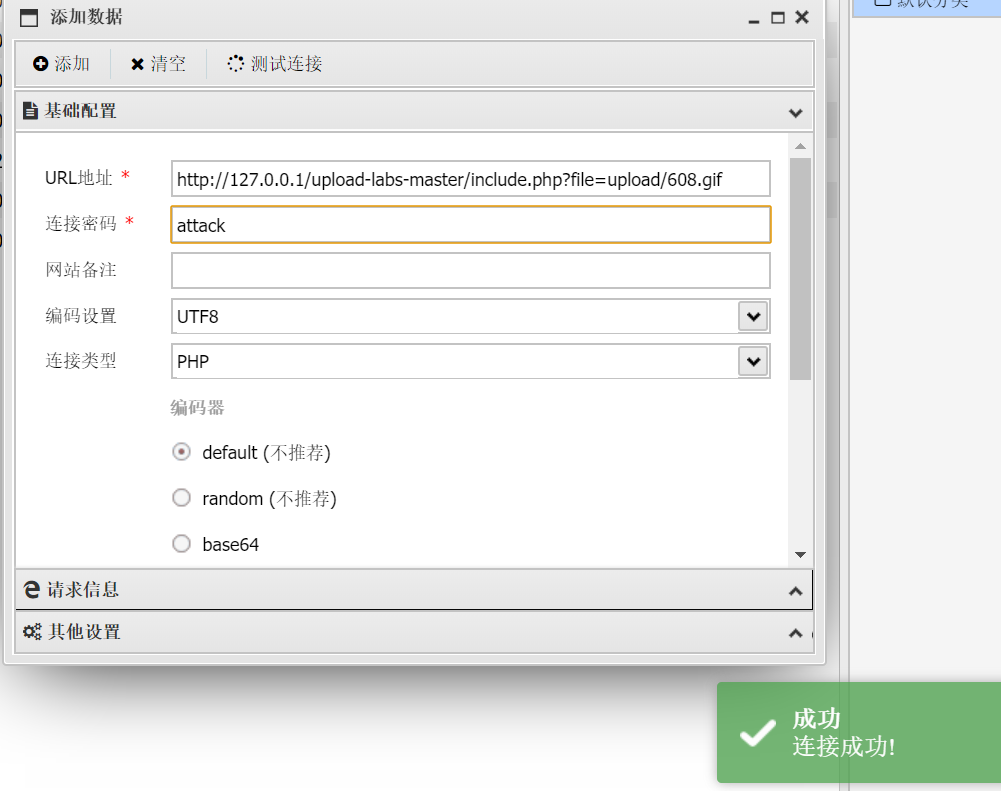 默认分类
添加数据
添加 清空 测试连接
基础配置
URL地址 * http://127.0.0.1/upload-labs-master/include.php?file=upload/608.gif
连接密码 * attack
网站备注
编码设置 UTF8
连接类型 PHP
编码器
default (不推荐)
random (不推荐)
base64
请求信息
其他设置
成功
连接成功!